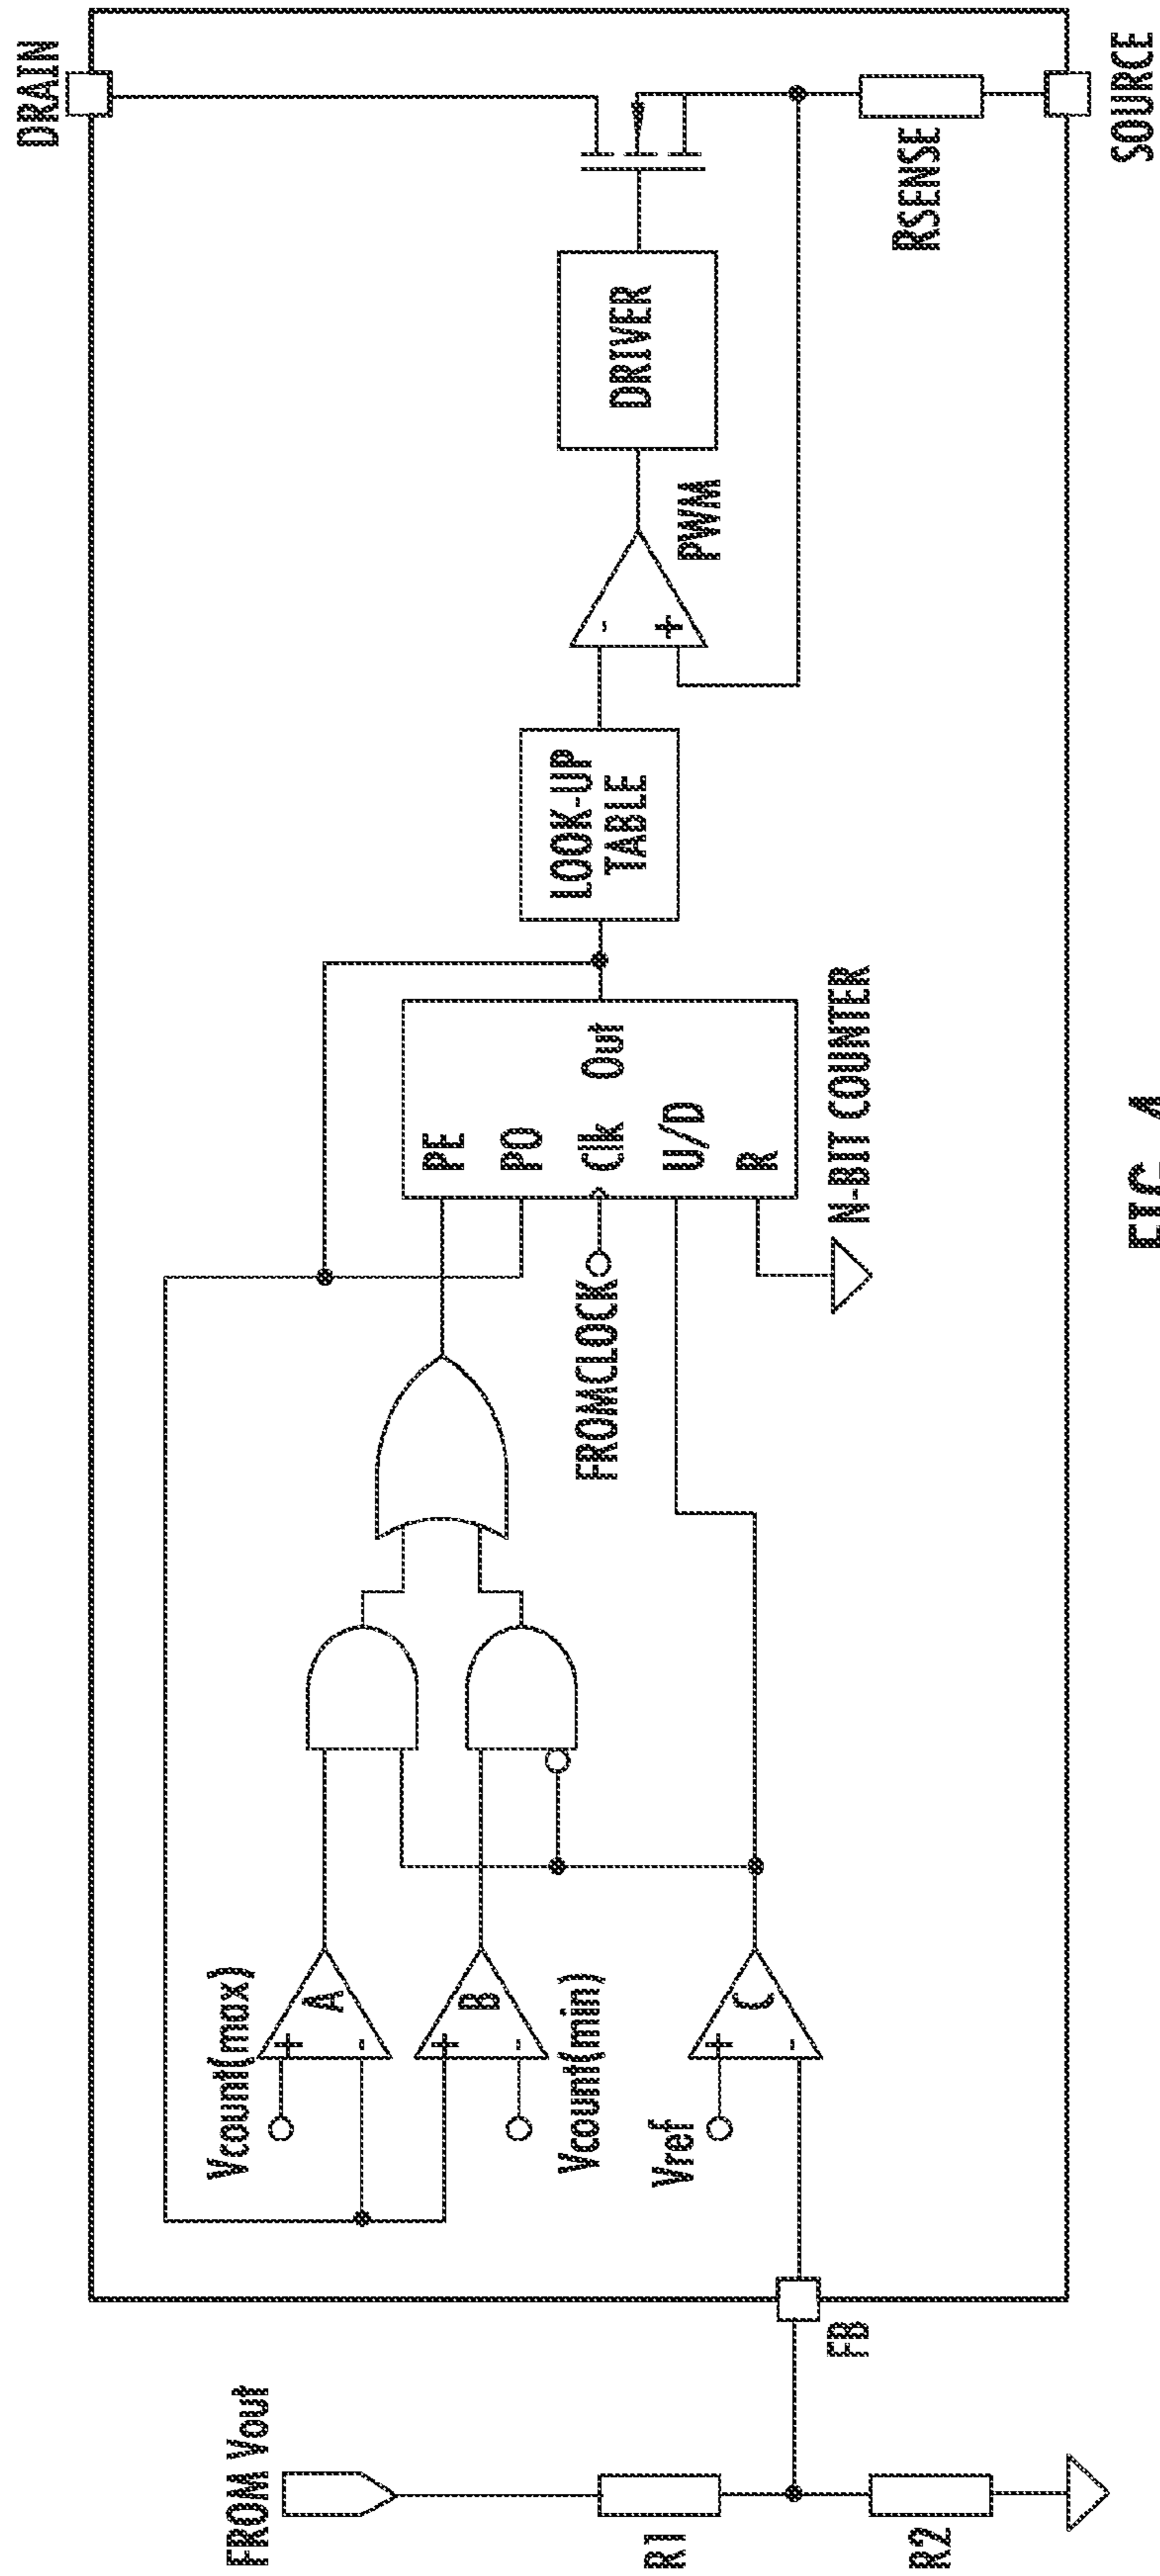 FROM Vout
R1
R2
FB
Vcount(max)
+
-
A
+
-
B
Vcount(min)
Vref
+
-
C
FROMCLOCK
PE
PO
Clk Out
U/D
R
N-BIT COUNTER
LOOK-UP
TABLE
-
+
PWM
DRIVER
RSENSE
DRAIN
SOURCE